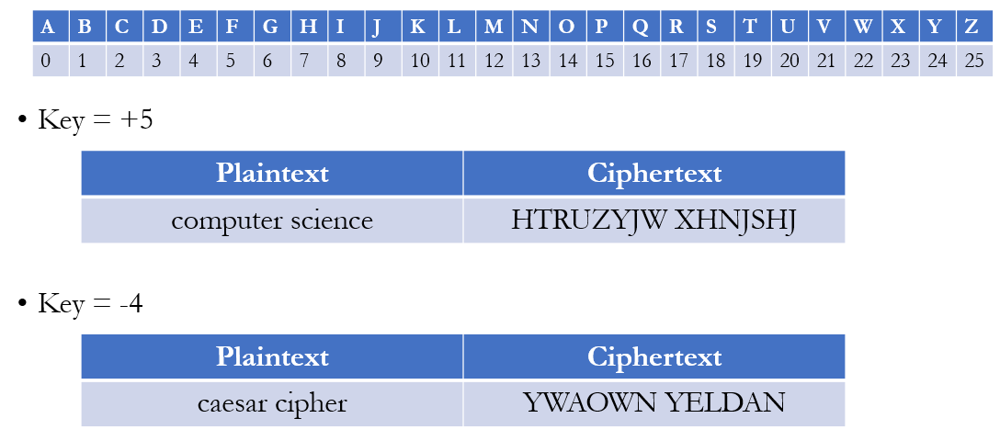 A B C D E F G H I J K L M N O P Q R S T U V W X Y Z
0 1 2 3 4 5 6 7 8 9 10 11 12 13 14 15 16 17 18 19 20 21 22 23 24 25
• Key = +5
Plaintext Ciphertext
computer science HTRUZYJW XHNJSHJ
• Key = -4
Plaintext Ciphertext
caesar cipher YWAOWN YELDAN